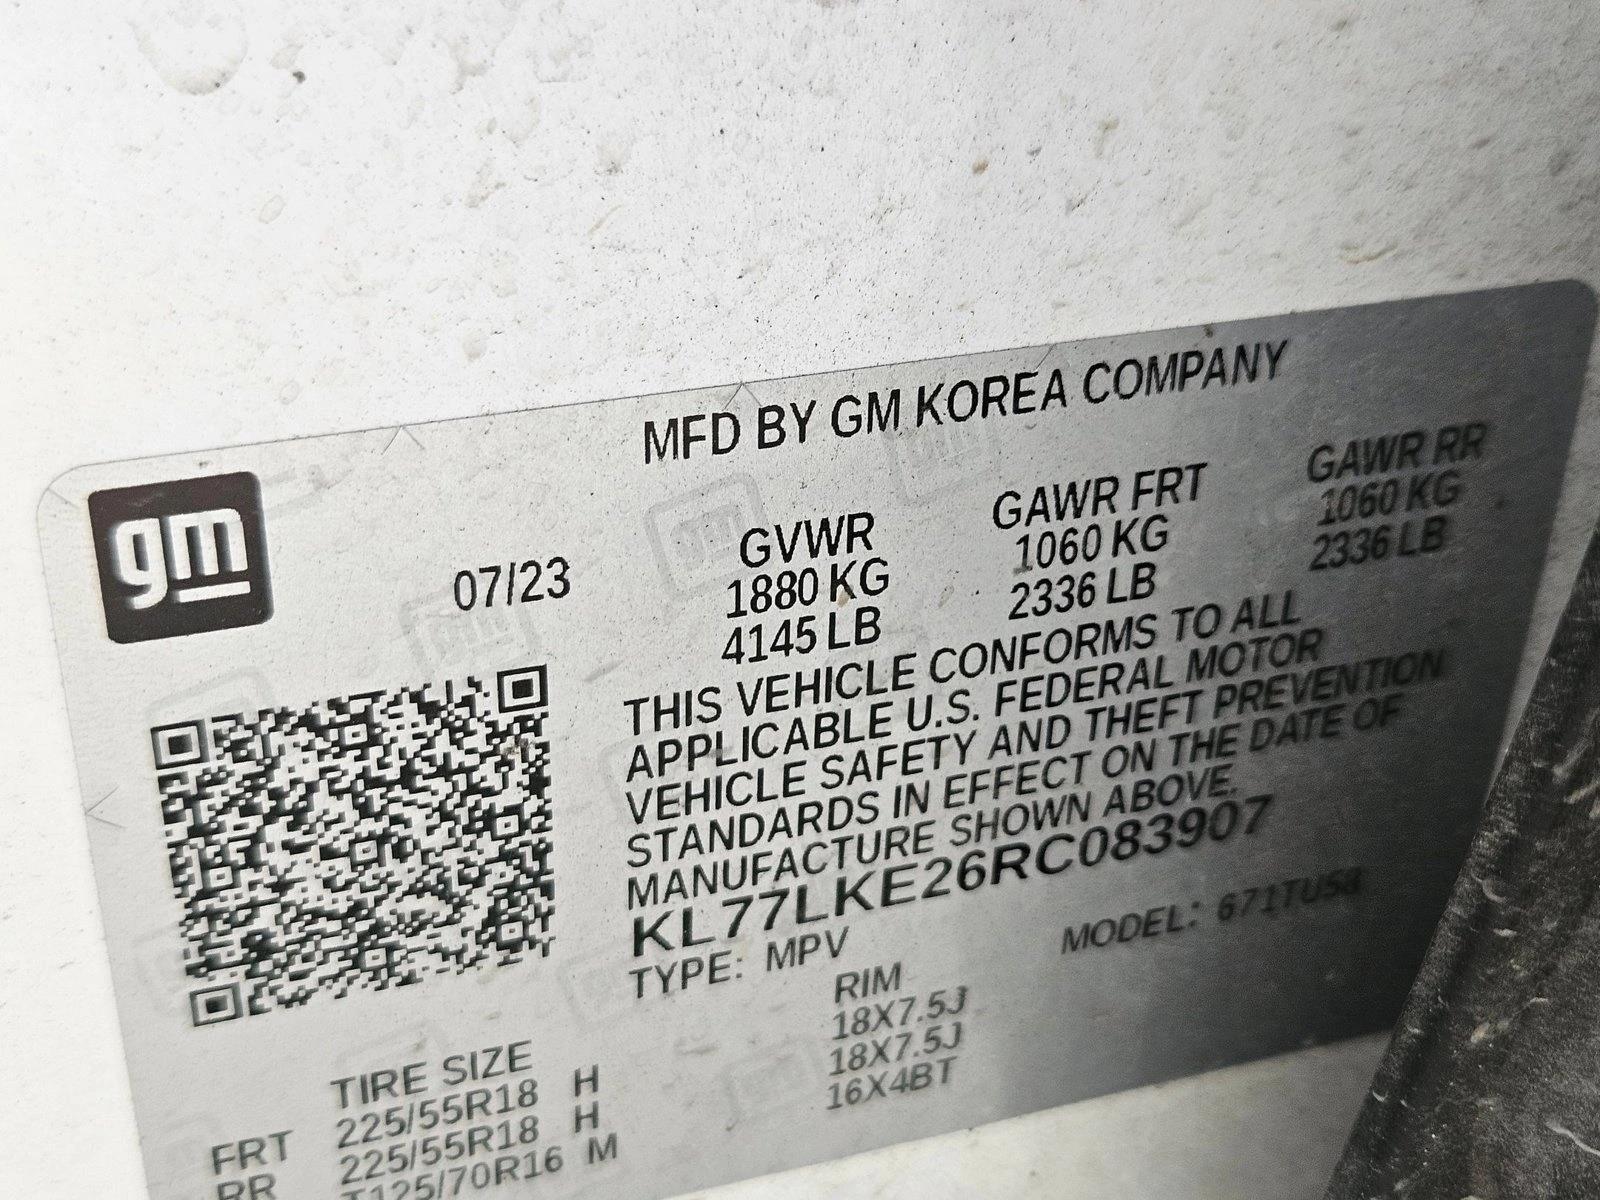 MFD BY GM KOREA COMPANY
gm
07/23
GVWR GAWR FRT GAWR RR
1880 KG 1060 KG 1060 KG
4145 LB 2336 LB 2336 LB
THIS VEHICLE CONFORMS TO ALL
APPLICABLE U.S. FEDERAL MOTOR
VEHICLE SAFETY AND THEFT PREVENTION
STANDARDS IN EFFECT ON THE DATE OF
MANUFACTURE SHOWN ABOVE.
KL77LKE26RC083907
TYPE: MPV MODEL: 671TU58
TIRE SIZE RIM
FRT 225/55R18 H 18X7.5J
RR 225/55R18 H 18X7.5J
T125/70R16 M 16X4BT